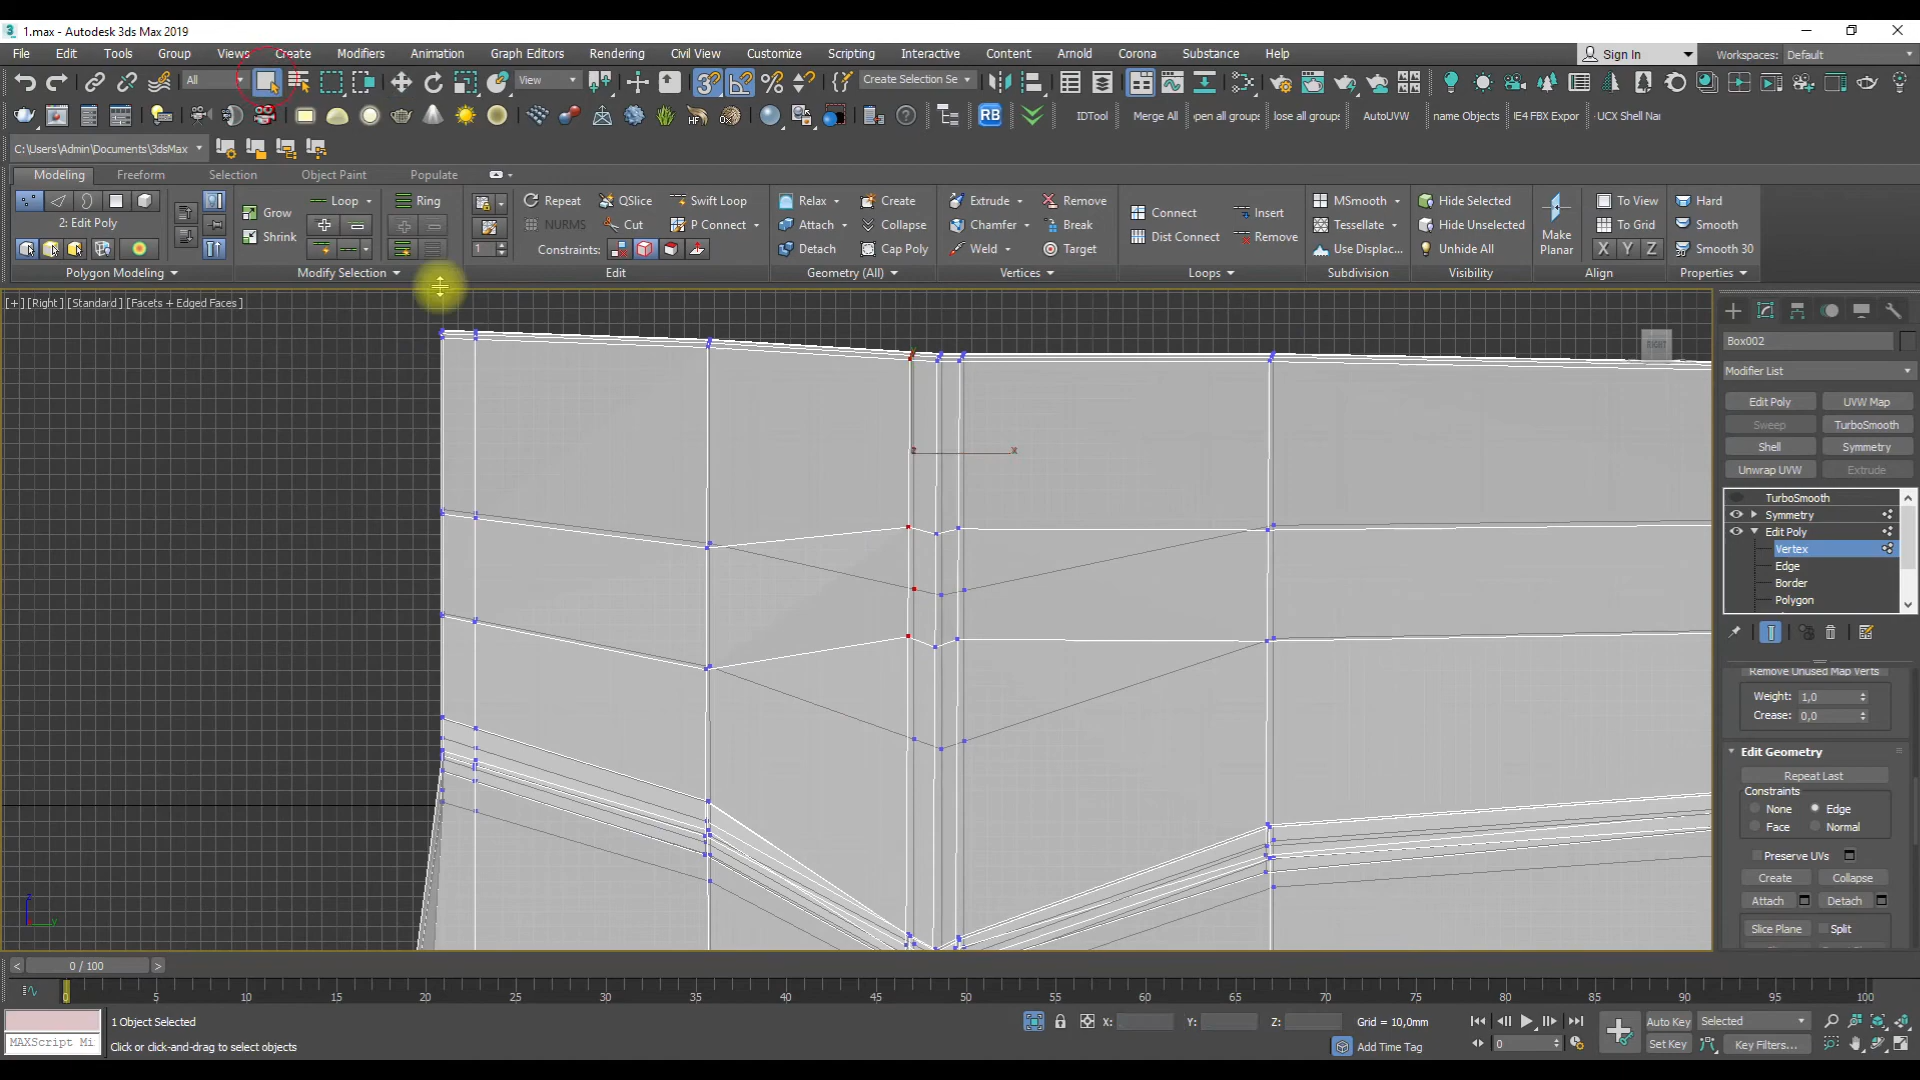 1.max - Autodesk 3ds Max 2019
File Edit Tools Group Views Create Modifiers Animation Graph Editors Rendering Civil View Customize Scripting Interactive Content Arnold Corona Substance Help Sign In Workspaces: Default
All View Create Selection Se
RB IDTool Merge All open all groups lose all groups AutoUVW name Objects IE4 FBX Expor UCX Shell Nar
C:\Users\Admin\Documents\3dsMax
Modeling Freeform Selection Object Paint Populate
Loop Ring Repeat QSlice Swift Loop Relax Create Extrude Remove MSmooth Hide Selected To View Hard
2: Edit Poly Grow NURMS Cut P Connect Attach Collapse Chamfer Break Connect Insert Tessellate Hide Unselected To Grid Smooth
Shrink 1 Constraints: Detach Cap Poly Weld Target Dist Connect Remove Use Displac... Unhide All Make Planar X Y Z Smooth 30
Polygon Modeling Modify Selection Edit Geometry (All) Vertices Loops Subdivision Visibility Align Properties
[+] [Right] [Standard] [Facets + Edged Faces]
RIGHT
x
z
y
Box002
Modifier List
Edit Poly UVW Map
Sweep TurboSmooth
Shell Symmetry
Unwrap UVW Extrude
TurboSmooth
Symmetry
Edit Poly
Vertex
Edge
Border
Polygon
Remove Unused Map Verts
Weight: 1,0
Crease: 0,0
Edit Geometry
Repeat Last
Constraints
None Edge
Face Normal
Preserve UVs
Create Collapse
Attach Detach
Slice Plane Split
0 / 100
0 5 10 15 20 25 30 35 40 45 50 55 60 65 70 75 80 85 90 95 100
1 Object Selected X: Y: Z: Grid = 10,0mm Auto Key Selected
MAXScript Mi Click or click-and-drag to select objects Add Time Tag 0 Set Key Key Filters...